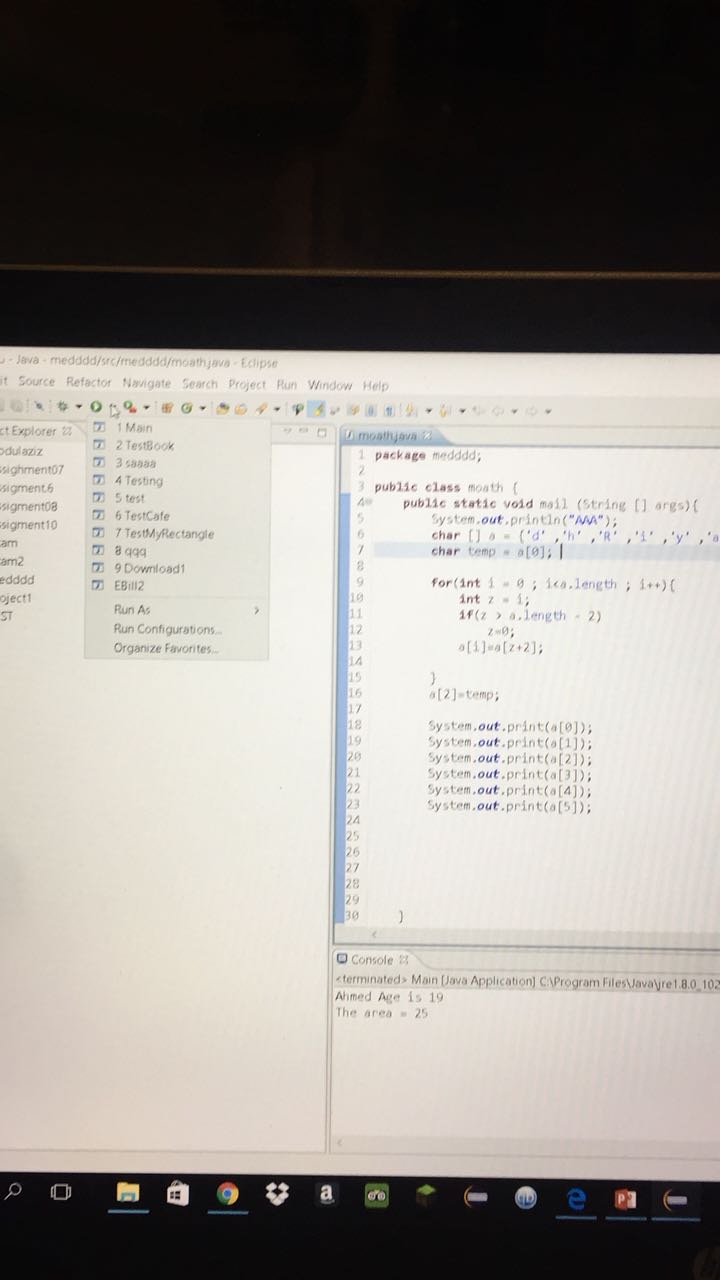 - Java - medddd/src/medddd/moath.java - Eclipse
it Source Refactor Navigate Search Project Run Window Help
ct Explorer
bdulaziz
ssighment07
ssigment6
ssigment08
ssigment10
am
am2
edddd
oject1
ST
1 Main
2 TestBook
3 saaaa
4 Testing
5 test
6 TestCafe
7 TestMyRectangle
8 qqq
9 Download1
EBill2
Run As
Run Configurations...
Organize Favorites...
moath.java
1 package medddd;
2
3 public class moath {
4 public static void mail (String [] args){
5 System.out.println("AAA");
6 char [] a = {'d' ,'h' ,'R' ,'i' ,'y' ,'a
7 char temp = a[0];
8
9 for(int i = 0 ; i<a.length ; i++){
10 int z = i;
11 if(z > a.length - 2)
12 z=0;
13 a[i]=a[z+2];
14
15 }
16 a[2]=temp;
17
18 System.out.print(a[0]);
19 System.out.print(a[1]);
20 System.out.print(a[2]);
21 System.out.print(a[3]);
22 System.out.print(a[4]);
23 System.out.print(a[5]);
24
25
26
27
28
29
30 }
Console
<terminated> Main [Java Application] C:\Program Files\Java\jre1.8.0_102
Ahmed Age is 19
The area = 25